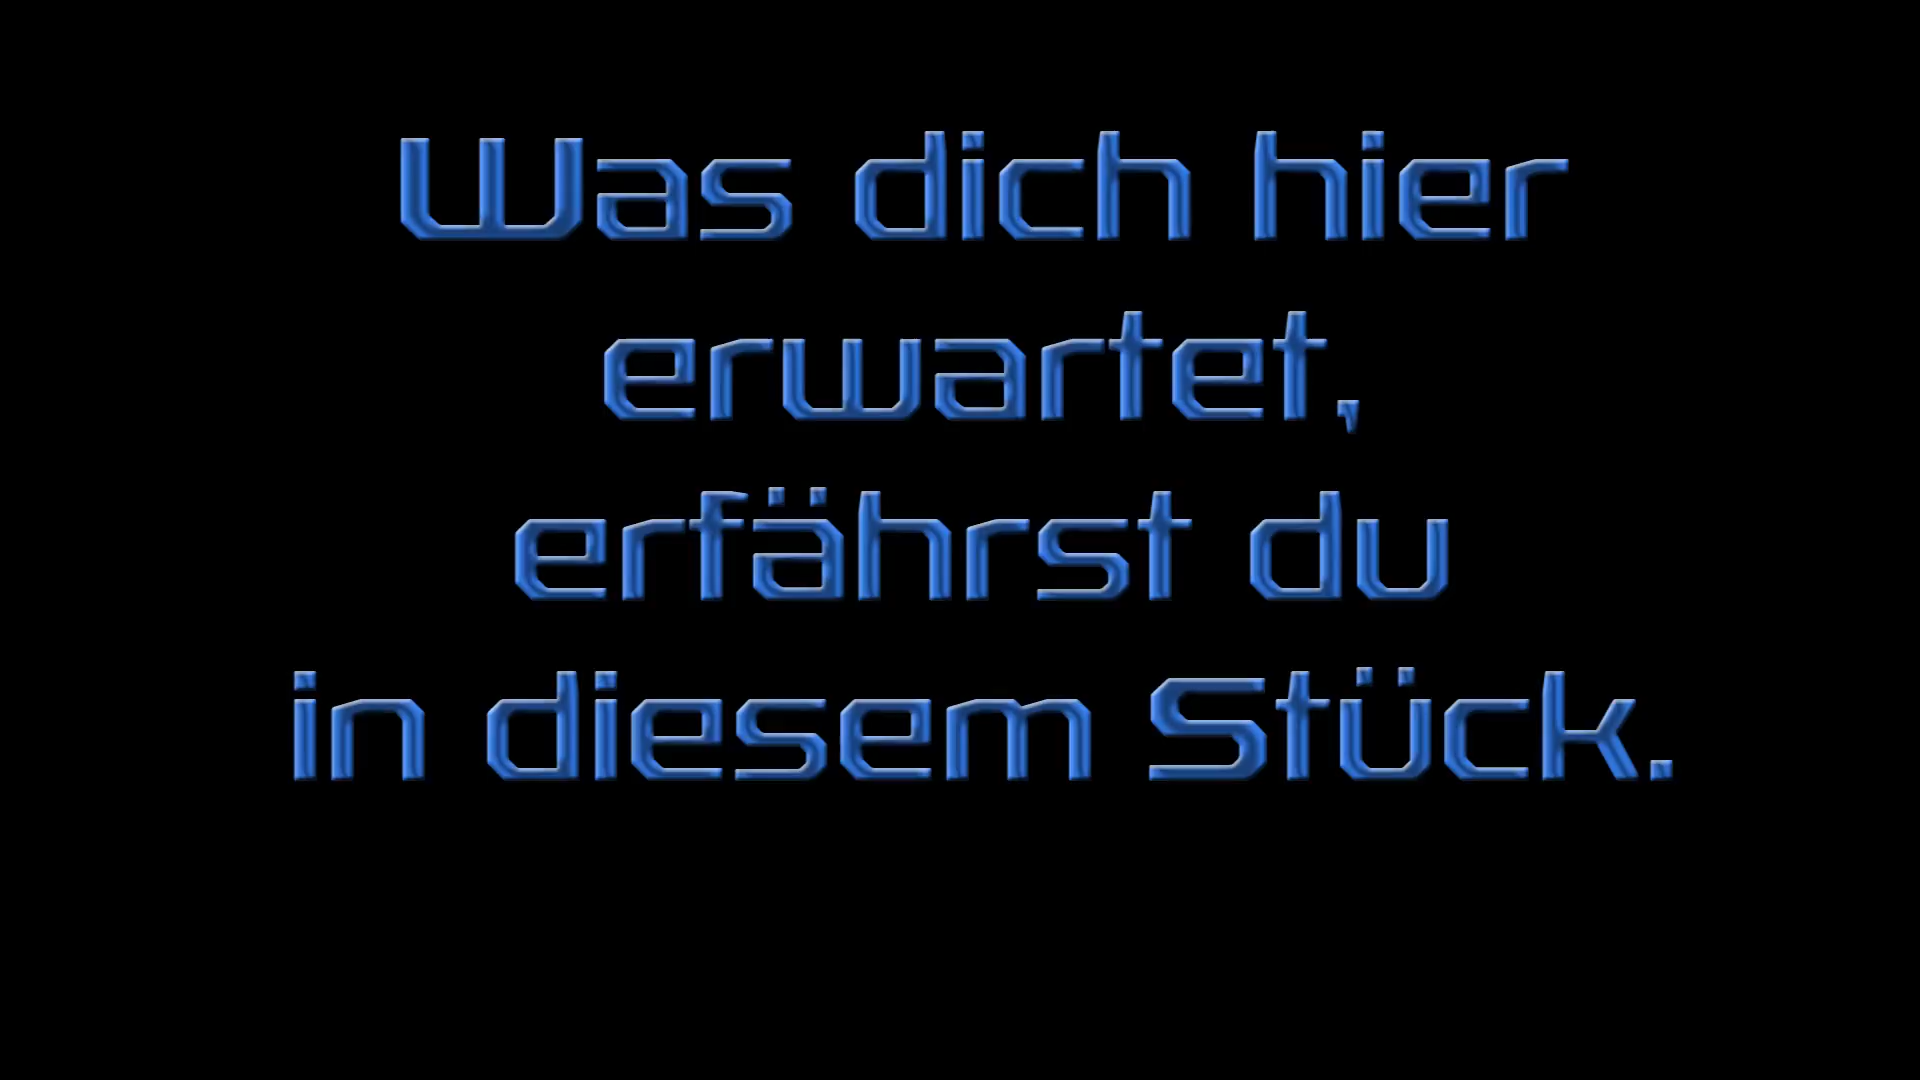 Was dich hier
erwartet,
erfährst du
in diesem Stück.